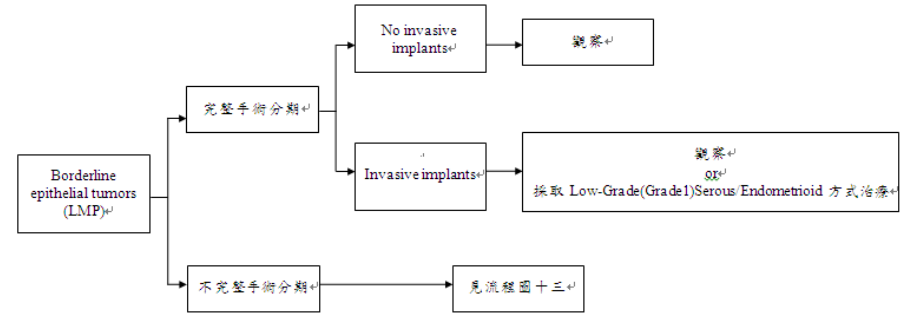 No invasive
implants
觀察
完整手術分期
Invasive implants
觀察
or
採取 Low-Grade(Grade1)Serous/Endometrioid 方式治療
Borderline
epithelial tumors
(LMP)
不完整手術分期
見流程圖十三